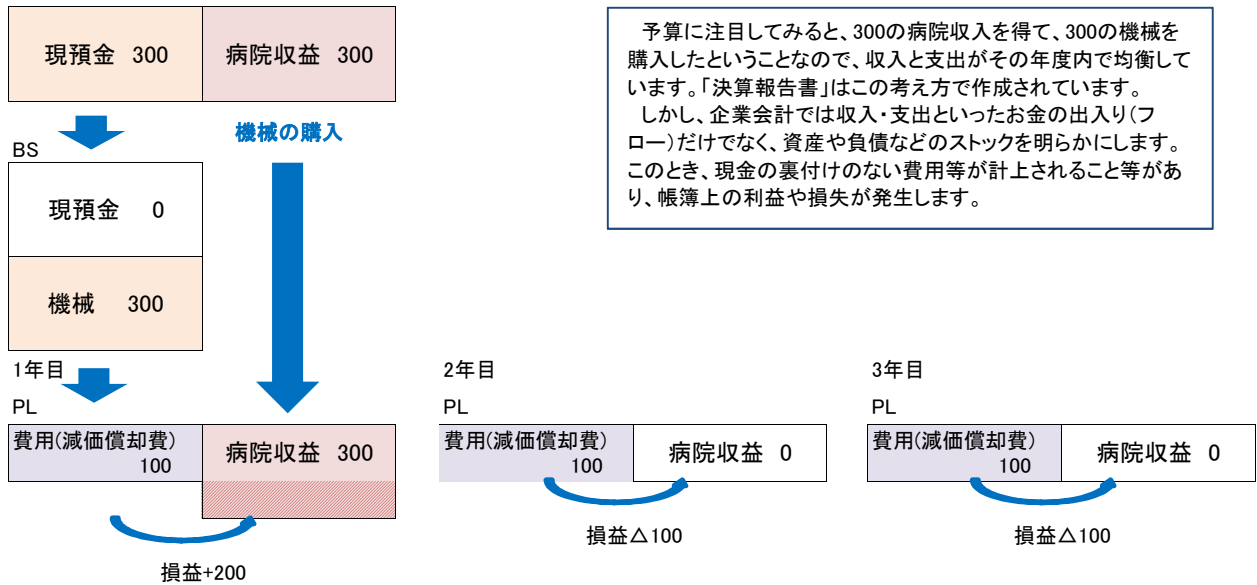 現預金 300
病院収益 300
予算に注目してみると、300の病院収入を得て、300の機械を
購入したということなので、収入と支出がその年度内で均衡して
います。「決算報告書」はこの考え方で作成されています。
しかし、企業会計では収入・支出といったお金の出入り(フ
ロー)だけでなく、資産や負債などのストックを明らかにします。
このとき、現金の裏付けのない費用等が計上されること等があ
り、帳簿上の利益や損失が発生します。
機械の購入
BS
現預金 0
機械 300
1年目
PL
費用(減価償却費)
100
病院収益 300
損益+200
2年目
PL
費用(減価償却費)
100
病院収益 0
損益△100
3年目
PL
費用(減価償却費)
100
病院収益 0
損益△100